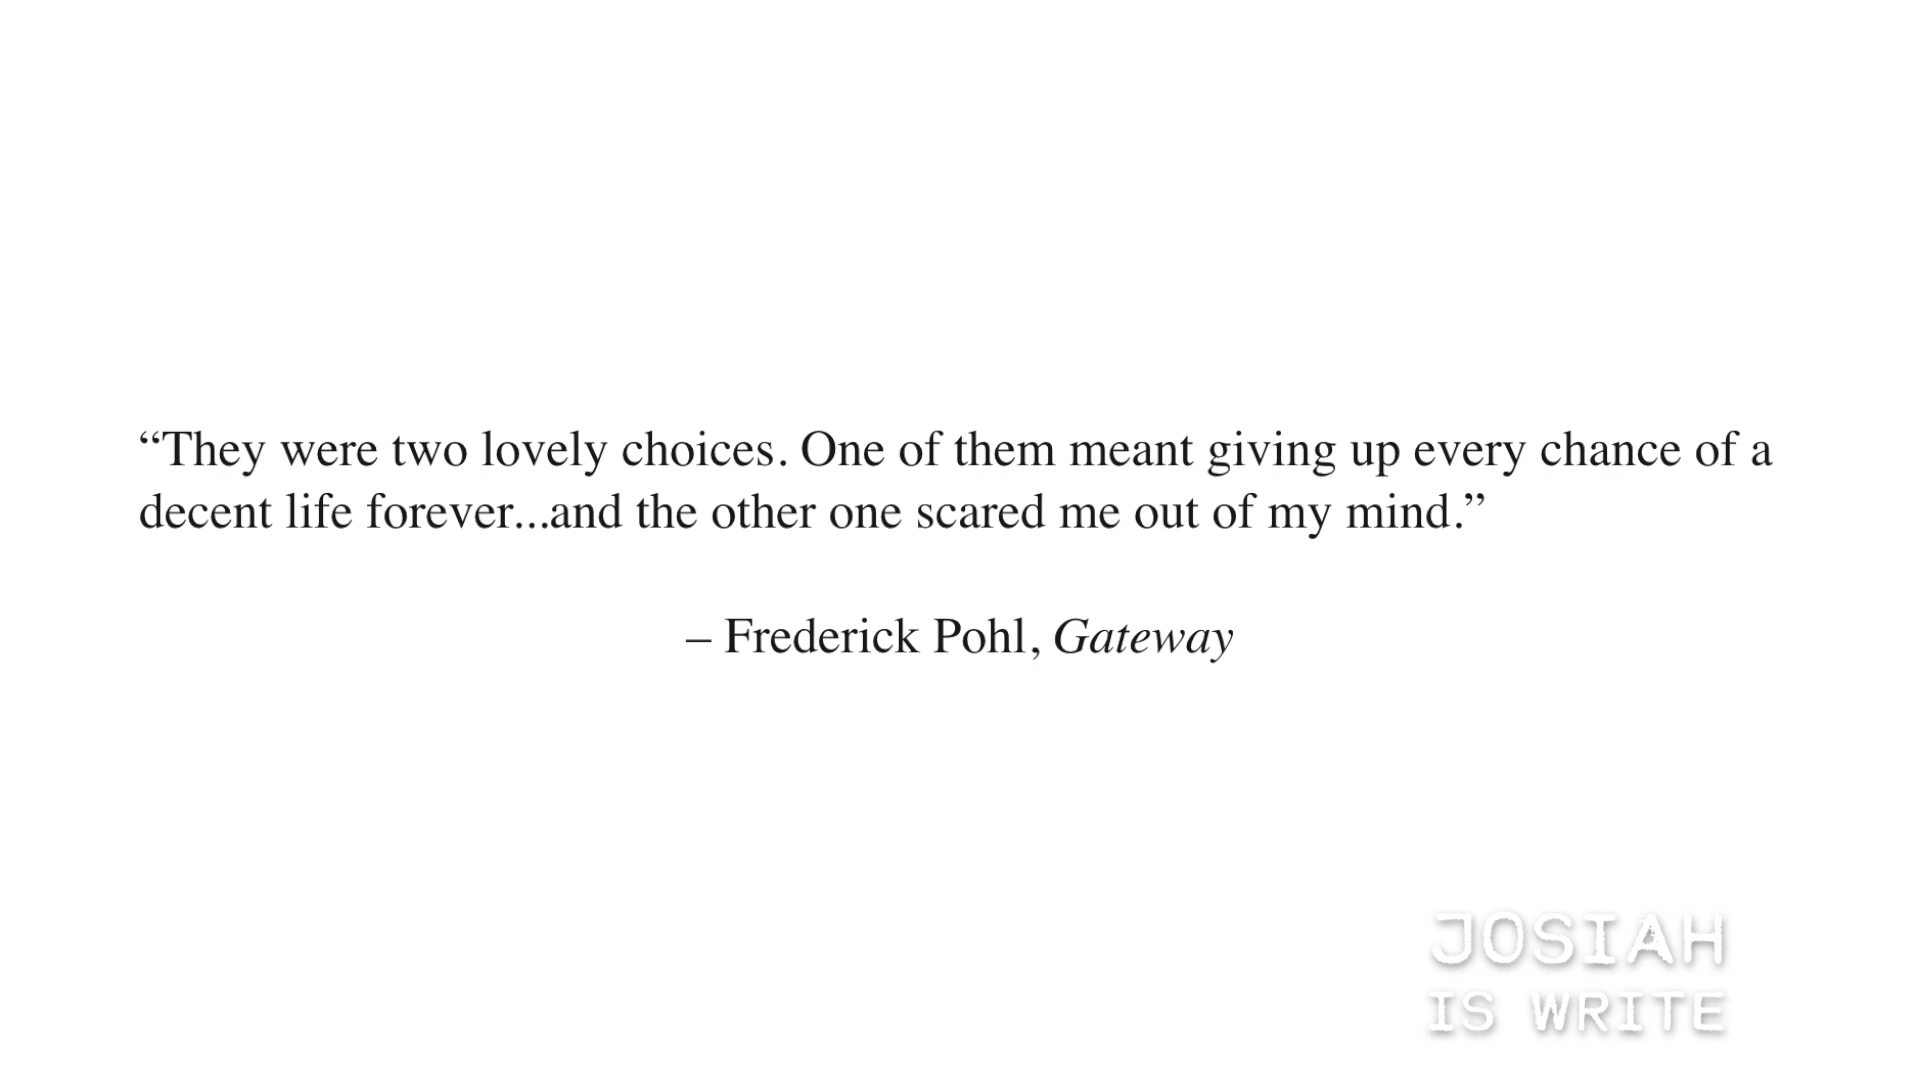 “They were two lovely choices. One of them meant giving up every chance of a
decent life forever...and the other one scared me out of my mind.”
– Frederick Pohl, Gateway
JOSIAH
IS WRITE